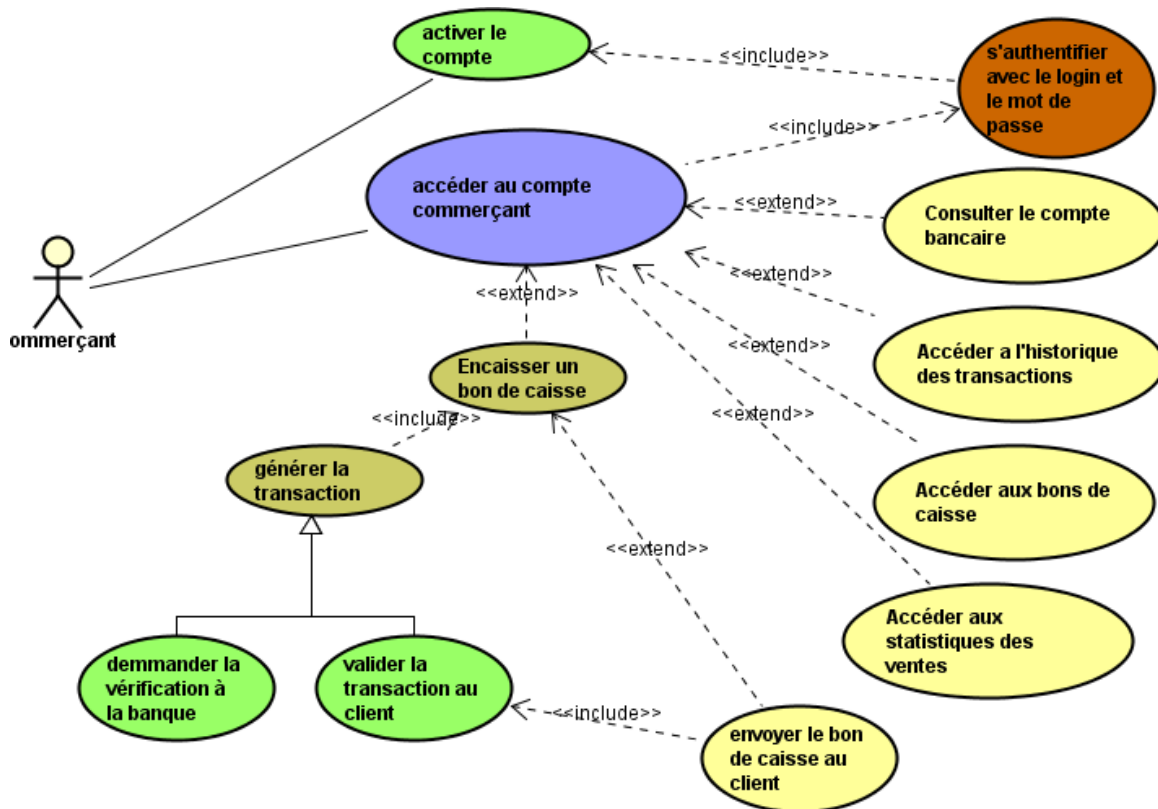 activer le
compte
<<include>>
s'authentifier
avec le login et
le mot de
passe
<<include>>
accéder au compte
commerçant
<<extend>>
Consulter le compte
bancaire
ommerçant
<<extend>>
<<extend>>
Accéder a l'historique
des transactions
<<extend>>
Encaisser un
bon de caisse
<<include>>
<<extend>>
générer la
transaction
Accéder aux bons de
caisse
<<extend>>
Accéder aux
statistiques des
ventes
demmander la
vérification à
la banque
valider la
transaction au
client
<<include>>
envoyer le bon
de caisse au
client